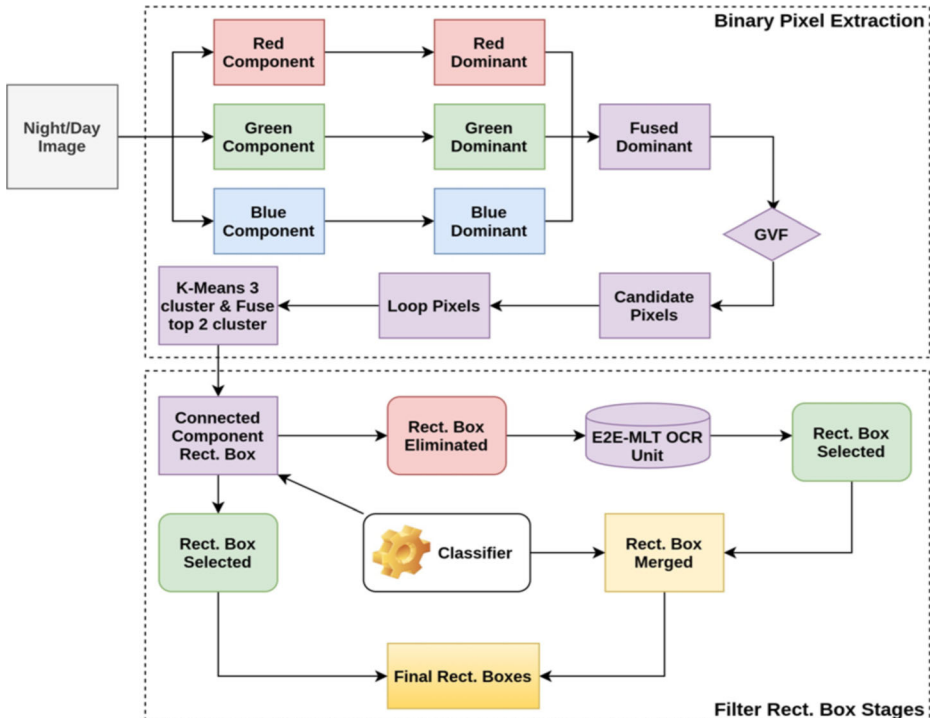 Binary Pixel Extraction
Red
Component
Red
Dominant
Night/Day
Image
Green
Component
Green
Dominant
Fused
Dominant
Blue
Component
Blue
Dominant
GVF
K-Means 3
cluster & Fuse
top 2 cluster
Loop Pixels
Candidate
Pixels
Connected
Component
Rect. Box
Rect. Box
Eliminated
E2E-MLT OCR
Unit
Rect. Box
Selected
Rect. Box
Selected
Classifier
Rect. Box
Merged
Final Rect. Boxes
Filter Rect. Box Stages